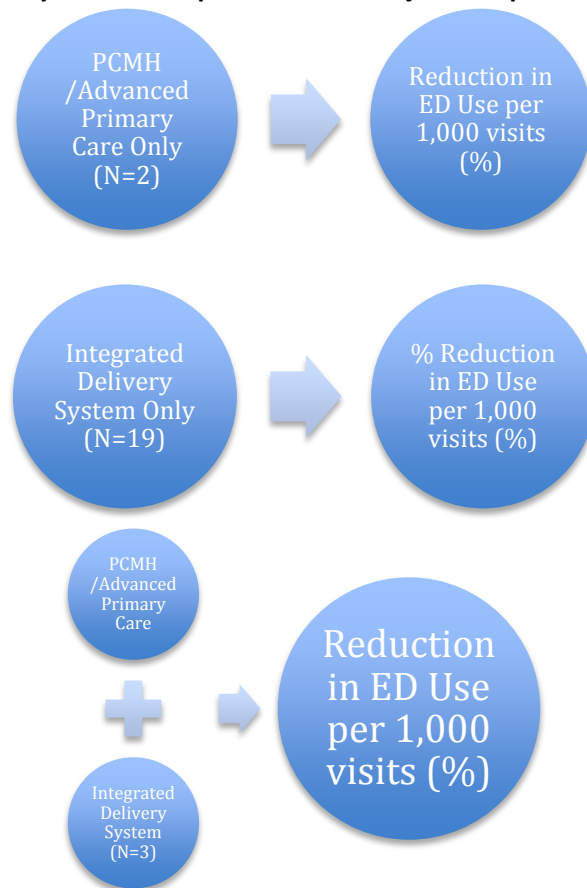 PCMH
/Advanced
Primary
Care Only
(N=2)
Reduction in
ED Use per
1,000 visits
(%)
Integrated
Delivery
System Only
(N=19)
% Reduction
in ED Use
per 1,000
visits (%)
PCMH
/Advanced
Primary
Care
Integrated
Delivery
System
(N=3)
Reduction
in ED Use
per 1,000
visits (%)